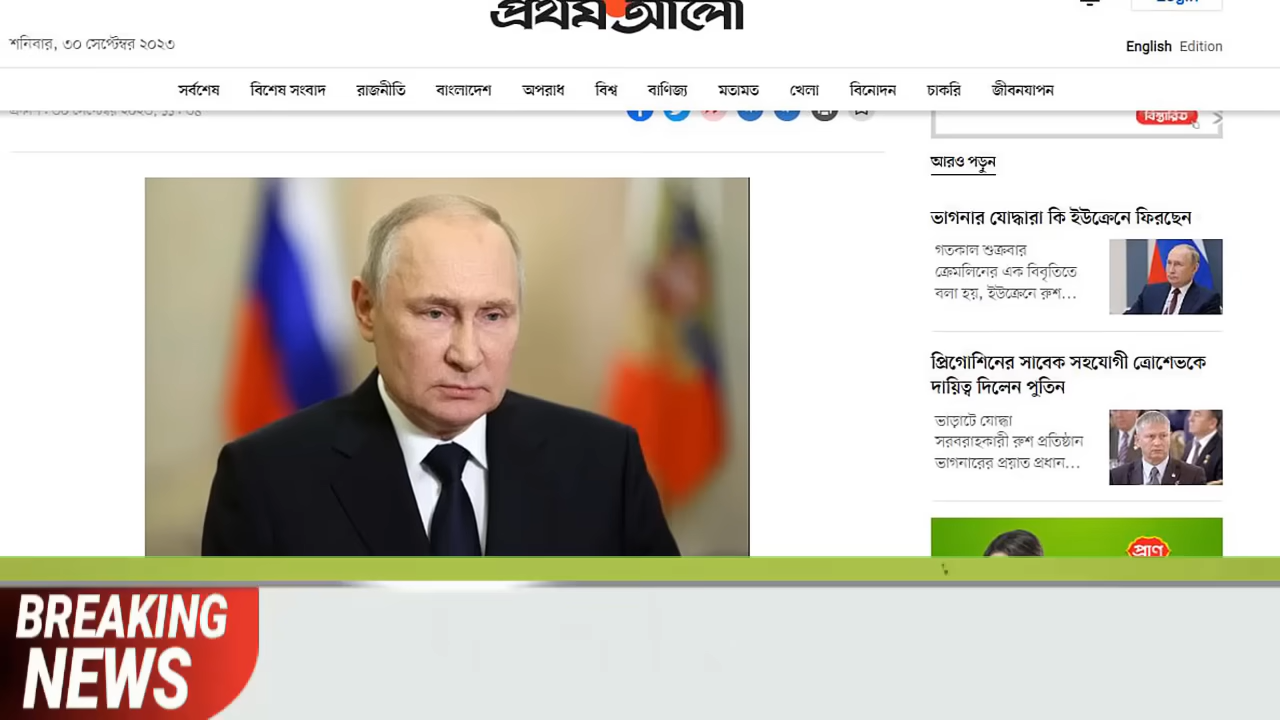 প্রথম আলো
Login
শনিবার, ৩০ সেপ্টেম্বর ২০২৩
English Edition
সর্বশেষ বিশেষ সংবাদ রাজনীতি বাংলাদেশ অপরাধ বিশ্ব বাণিজ্য মতামত খেলা বিনোদন চাকরি জীবনযাপন
বিস্তারিত
আরও পড়ুন
ভাগনার যোদ্ধারা কি ইউক্রেনে ফিরছেন
গতকাল শুক্রবার
ক্রেমলিনের এক বিবৃতিতে
বলা হয়, ইউক্রেনে রুশ...
প্রিগোশিনের সাবেক সহযোগী ত্রোশেভকে
দায়িত্ব দিলেন পুতিন
ভাড়াটে যোদ্ধা
সরবরাহকারী রুশ প্রতিষ্ঠান
ভাগনারের প্রয়াত প্রধান...
প্রাণ
BREAKING
NEWS